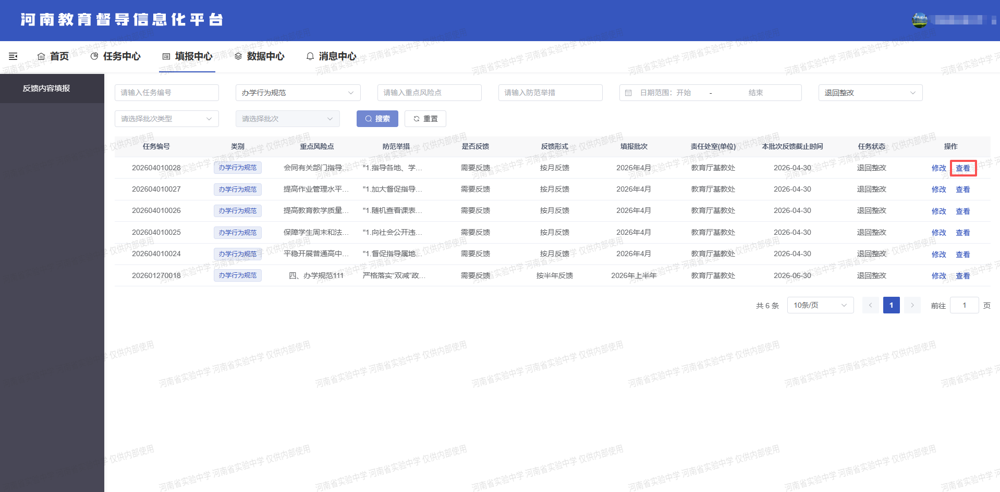 河南教育督导信息化平台
首页 任务中心 填报中心 数据中心 消息中心
反馈内容填报
请输入任务编号 办学行为规范 请输入重点风险点 请输入防范举措 日期范围：开始 - 结束 退回整改
请选择批次类型 请选择批次 搜索 重置
任务编号 类别 重点风险点 防范举措 是否反馈 反馈形式 填报批次 责任处室(单位) 本批次反馈截止时间 任务状态 操作
202604010028 办学行为规范 会同有关部门指导... "1.指导各地、学... 需要反馈 按月反馈 2026年4月 教育厅基教处 2026-04-30 退回整改 修改 查看
202604010027 办学行为规范 提高作业管理水平... "1.加大督促指导... 需要反馈 按月反馈 2026年4月 教育厅基教处 2026-04-30 退回整改 修改 查看
202604010026 办学行为规范 提高教育教学质量... "1.随机查看课表... 需要反馈 按月反馈 2026年4月 教育厅基教处 2026-04-30 退回整改 修改 查看
202604010025 办学行为规范 保障学生周末和法... "1.向社会公开违... 需要反馈 按月反馈 2026年4月 教育厅基教处 2026-04-30 退回整改 修改 查看
202604010024 办学行为规范 平稳开展普通高中... "1.督促指导属地... 需要反馈 按月反馈 2026年4月 教育厅基教处 2026-04-30 退回整改 修改 查看
202601270018 办学行为规范 四、办学规范111 严格落实“双减”政... 需要反馈 按半年反馈 2026年上半年 教育厅基教处 2026-06-30 退回整改 修改 查看
共 6 条 10条/页 1 前往 1 页
河南省实验中学 仅供内部使用